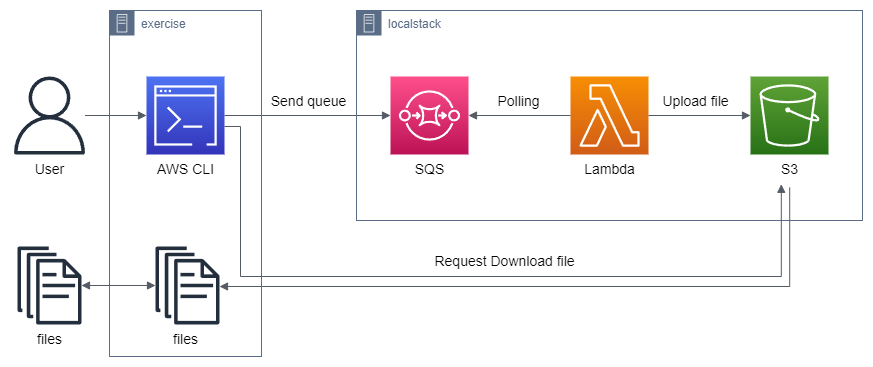 exercise
localstack
Send queue
Polling
Upload file
User
AWS CLI
SQS
Lambda
S3
Request Download file
files
files